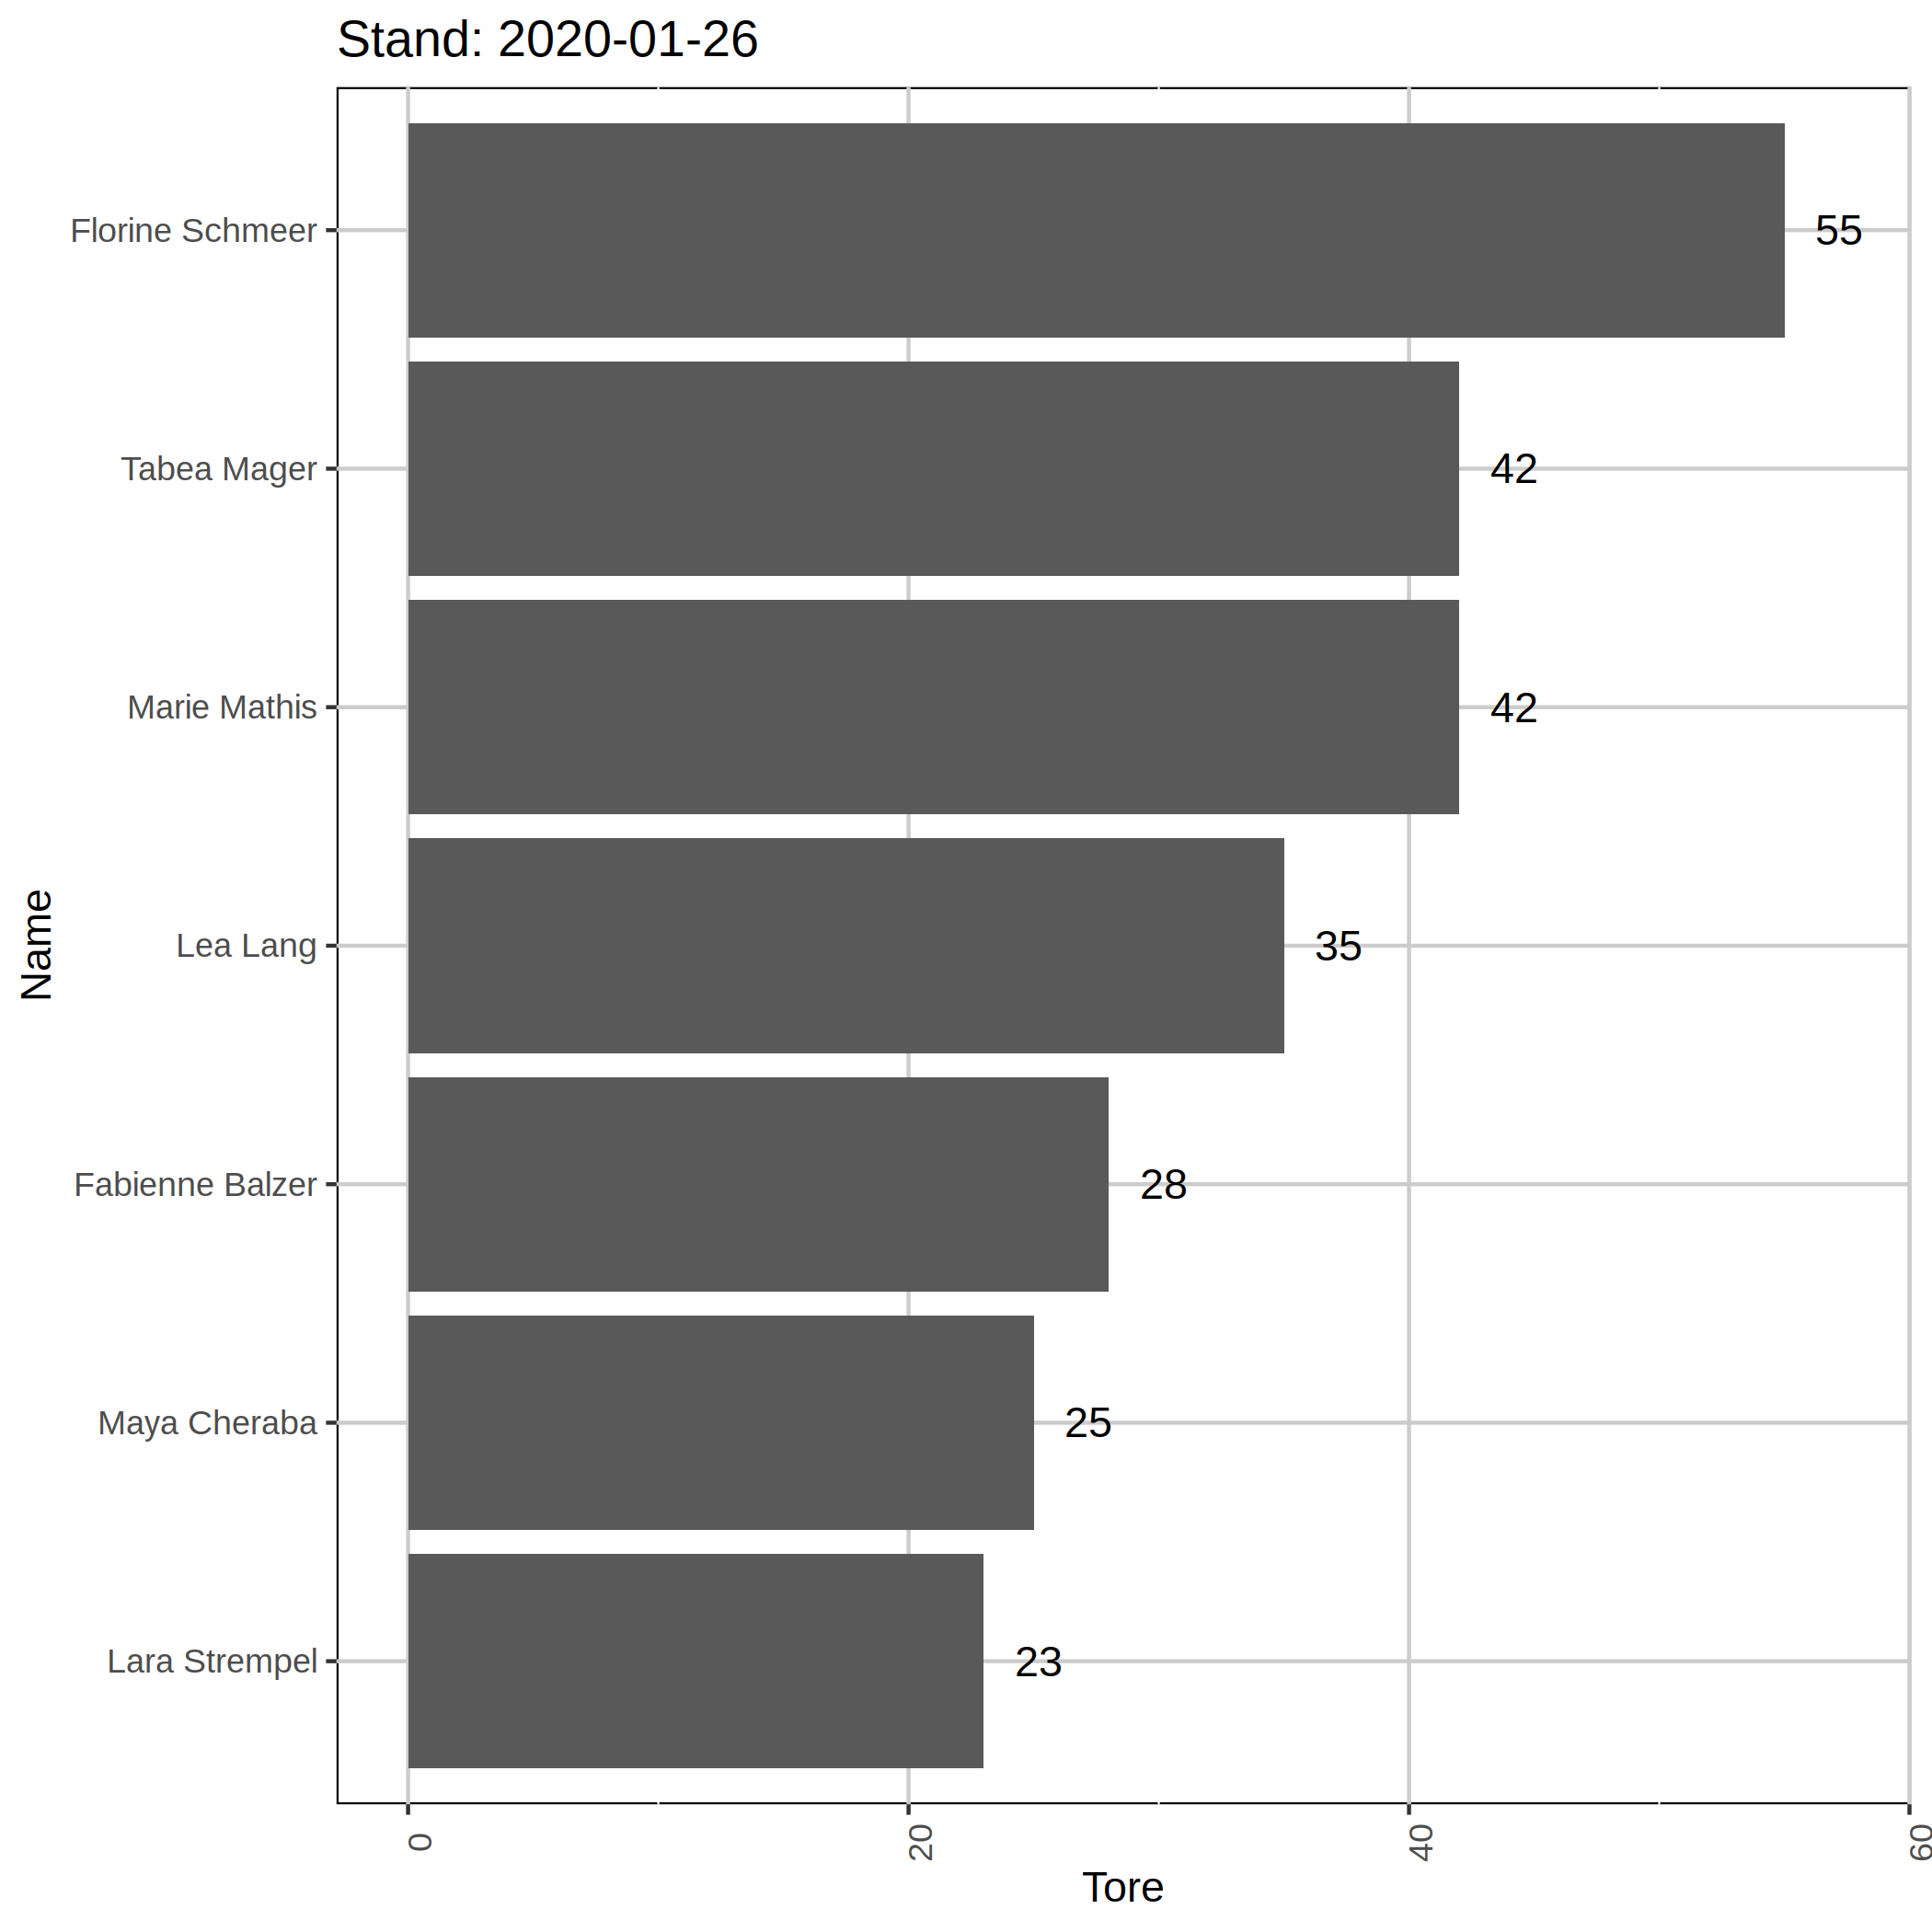 Stand: 2020-01-26
Florine Schmeer 55
Tabea Mager 42
Marie Mathis 42
Lea Lang 35
Fabienne Balzer 28
Maya Cheraba 25
Lara Strempel 23
Name
0 20 40 60
Tore